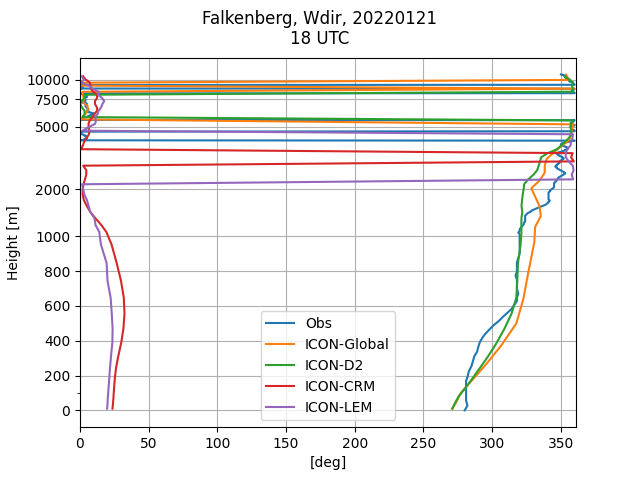 Falkenberg, Wdir, 20220121
18 UTC
10000
7500
5000
2000
1000
800
600
400
200
0
Height [m]
Obs
ICON-Global
ICON-D2
ICON-CRM
ICON-LEM
0 50 100 150 200 250 300 350
[deg]